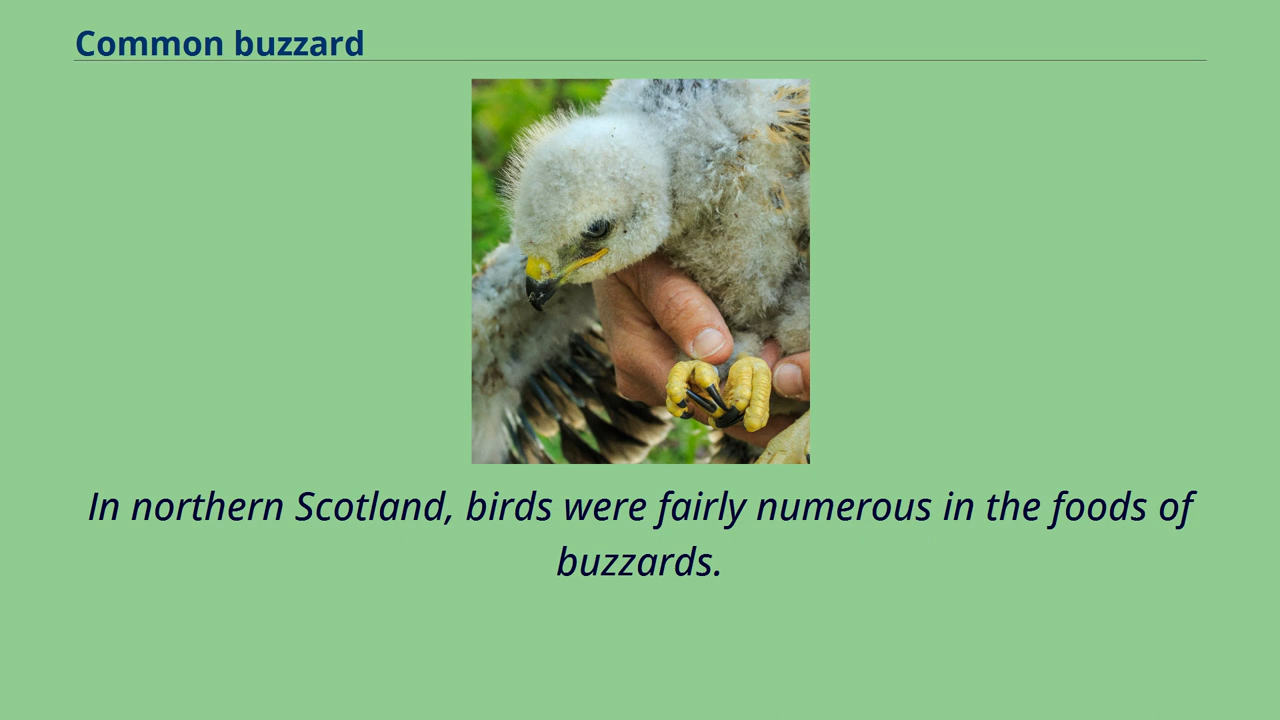 Common buzzard
In northern Scotland, birds were fairly numerous in the foods of
buzzards.